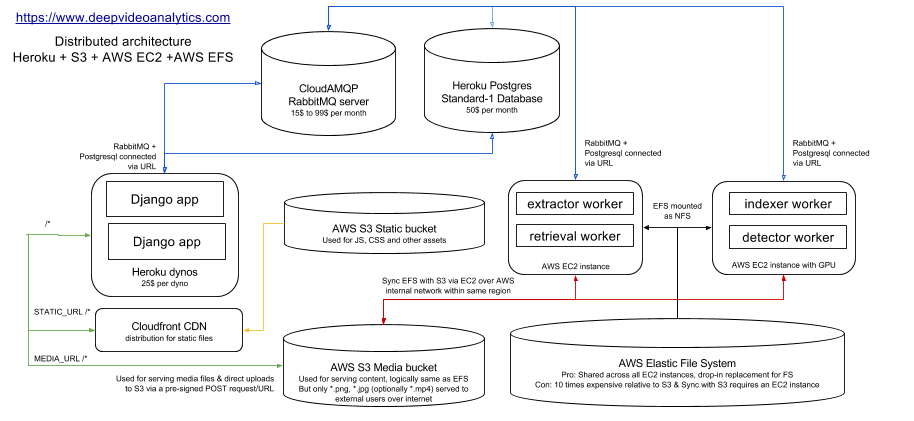 https://www.deepvideoanalytics.com
Distributed architecture
Heroku + S3 + AWS EC2 +AWS EFS
CloudAMQP
RabbitMQ server
15$ to 99$ per month
Heroku Postgres
Standard-1 Database
50$ per month
RabbitMQ +
Postgresql connected
via URL
RabbitMQ +
Postgresql connected
via URL
RabbitMQ +
Postgresql connected
via URL
Django app
Django app
Heroku dynos
25$ per dyno
/*
AWS S3 Static bucket
Used for JS, CSS and other assets
extractor worker
retrieval worker
AWS EC2 instance
EFS mounted
as NFS
indexer worker
detector worker
AWS EC2 instance with GPU
Sync EFS with S3 via EC2 over AWS
internal network within same region
STATIC_URL /*
Cloudfront CDN
distribution for static files
MEDIA_URL /*
Used for serving media files & direct uploads
to S3 via a pre-signed POST request/URL
AWS S3 Media bucket
Used for serving content, logically same as EFS
But only *.png, *.jpg (optionally *.mp4) served to
external users over internet
AWS Elastic File System
Pro: Shared across all EC2 instances, drop-in replacement for FS
Con: 10 times expensive relative to S3 & Sync with S3 requires an EC2 instance